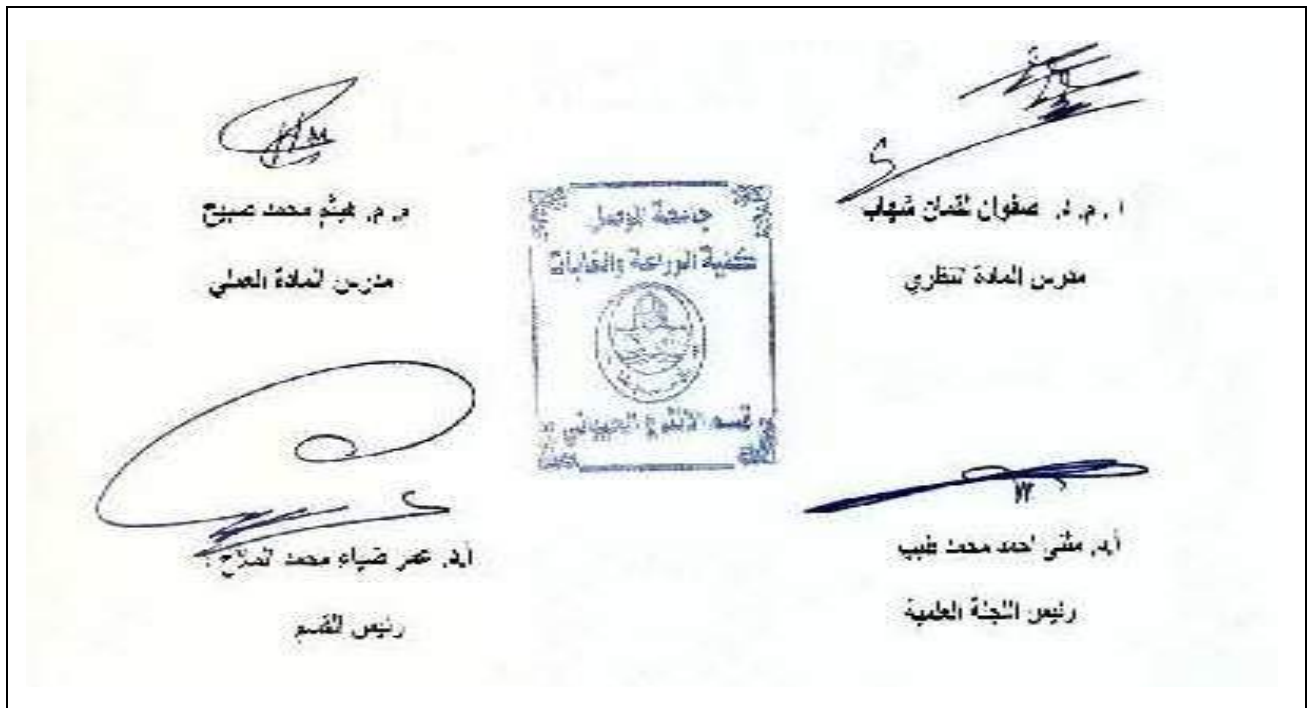 ا . م. د. صفوان لقمان شهاب
مدرس المادة النظري
م. م. هيثم محمد صبيح
مدرس المادة العملي
جامعة الموصل
كلية الزراعة والغابات
قسم الانتاج الحيواني
أ.د. مثنى احمد محمد طيب
رئيس اللجنة العلمية
أ.د. عمر ضياء محمد الملاح
رئيس القسم